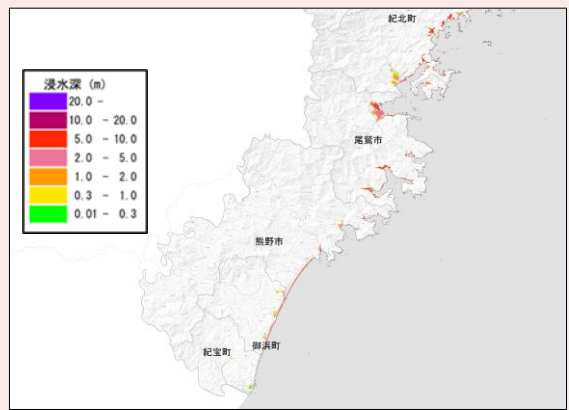 紀北町
浸水深 (m)
20.0 -
10.0 - 20.0
5.0 - 10.0
2.0 - 5.0
1.0 - 2.0
0.3 - 1.0
0.01 - 0.3
尾鷲市
熊野市
御浜町
紀宝町